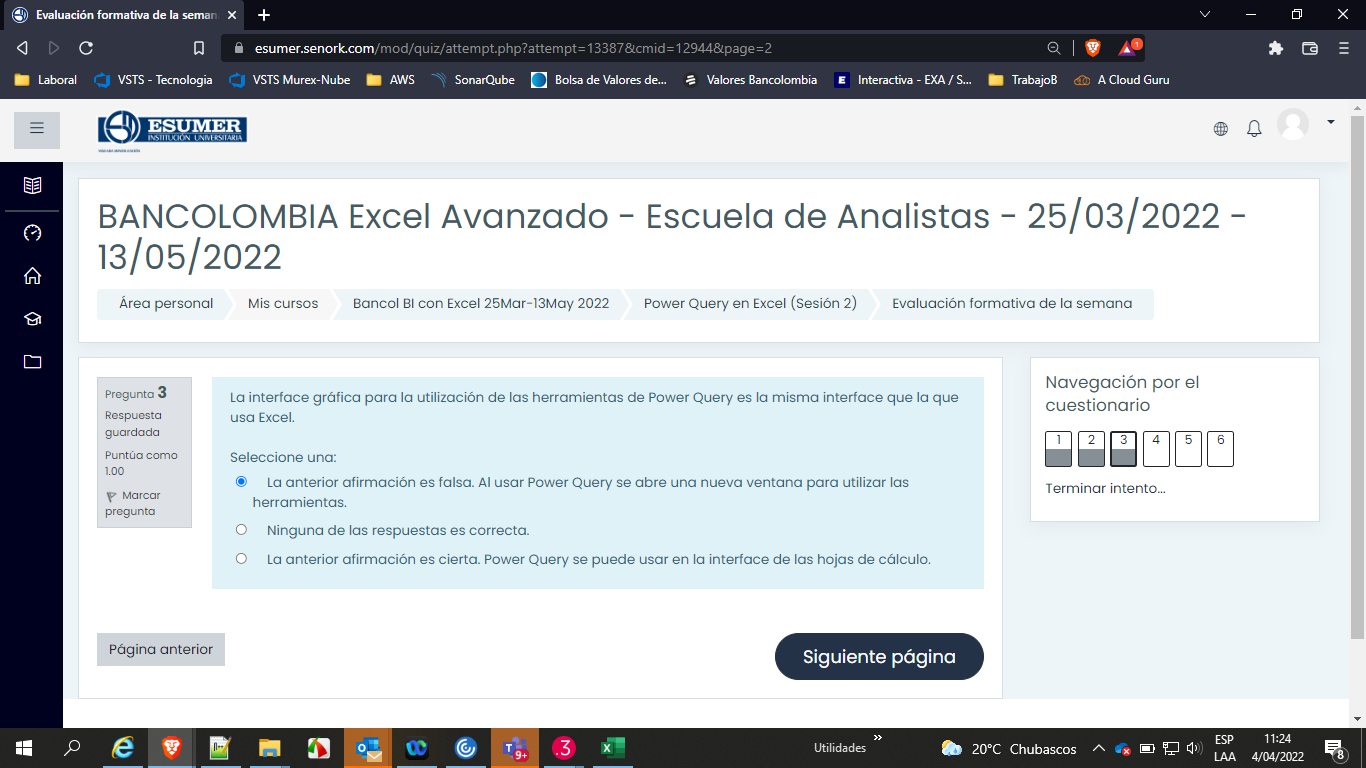 Evaluación formativa de la seman
esumer.senork.com/mod/quiz/attempt.php?attempt=13387&cmid=12944&page=2
1
Laboral VSTS - Tecnologia VSTS Murex-Nube AWS SonarQube Bolsa de Valores de... Valores Bancolombia Interactiva - EXA / S... TrabajoB A Cloud Guru
ESUMER
INSTITUCIÓN UNIVERSITARIA
BANCOLOMBIA Excel Avanzado - Escuela de Analistas - 25/03/2022 -
13/05/2022
Área personal Mis cursos Bancol BI con Excel 25Mar-13May 2022 Power Query en Excel (Sesión 2) Evaluación formativa de la semana
Pregunta 3
Respuesta
guardada
Puntúa como
1.00
Marcar
pregunta
La interface gráfica para la utilización de las herramientas de Power Query es la misma interface que la que
usa Excel.
Seleccione una:
La anterior afirmación es falsa. Al usar Power Query se abre una nueva ventana para utilizar las
herramientas.
Ninguna de las respuestas es correcta.
La anterior afirmación es cierta. Power Query se puede usar en la interface de las hojas de cálculo.
Página anterior
Siguiente página
Navegación por el
cuestionario
1 2 3 4 5 6
Terminar intento...
9+
.3
Utilidades
20°C Chubascos
ESP
LAA
11:24
4/04/2022
8